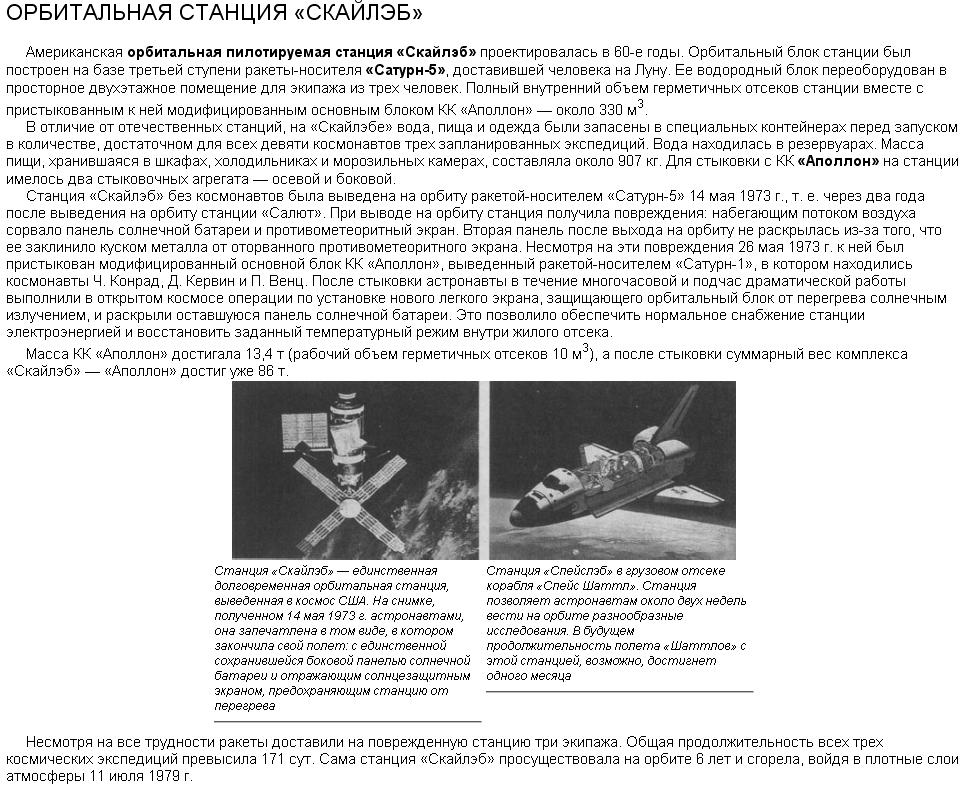 ОРБИТАЛЬНАЯ СТАНЦИЯ «СКАЙЛЭБ»
Американская орбитальная пилотируемая станция «Скайлэб» проектировалась в 60-е годы. Орбитальный блок станции был
построен на базе третьей ступени ракеты-носителя «Сатурн-5», доставившей человека на Луну. Ее водородный блок переоборудован в
просторное двухэтажное помещение для экипажа из трех человек. Полный внутренний объем герметичных отсеков станции вместе с
пристыкованным к ней модифицированным основным блоком КК «Аполлон» — около 330 м3.
В отличие от отечественных станций, на «Скайлэбе» вода, пища и одежда были запасены в специальных контейнерах перед запуском
в количестве, достаточном для всех девяти космонавтов трех запланированных экспедиций. Вода находилась в резервуарах. Масса
пищи, хранившаяся в шкафах, холодильниках и морозильных камерах, составляла около 907 кг. Для стыковки с КК «Аполлон» на станции
имелось два стыковочных агрегата — осевой и боковой.
Станция «Скайлэб» без космонавтов была выведена на орбиту ракетой-носителем «Сатурн-5» 14 мая 1973 г., т. е. через два года
после выведения на орбиту станции «Салют». При выводе на орбиту станция получила повреждения: набегающим потоком воздуха
сорвало панель солнечной батареи и противометеоритный экран. Вторая панель после выхода на орбиту не раскрылась из-за того, что
ее заклинило куском металла от оторванного противометеоритного экрана. Несмотря на эти повреждения 26 мая 1973 г. к ней был
пристыкован модифицированный основной блок КК «Аполлон», выведенный ракетой-носителем «Сатурн-1», в котором находились
космонавты Ч. Конрад, Д. Кервин и П. Венц. После стыковки астронавты в течение многочасовой и подчас драматической работы
выполнили в открытом космосе операции по установке нового легкого экрана, защищающего орбитальный блок от перегрева солнечным
излучением, и раскрыли оставшуюся панель солнечной батареи. Это позволило обеспечить нормальное снабжение станции
электроэнергией и восстановить заданный температурный режим внутри жилого отсека.
Масса КК «Аполлон» достигала 13,4 т (рабочий объем герметичных отсеков 10 м3), а после стыковки суммарный вес комплекса
«Скайлэб» — «Аполлон» достиг уже 86 т.
Станция «Скайлэб» — единственная
долговременная орбитальная станция,
выведенная в космос США. На снимке,
полученном 14 мая 1973 г. астронавтами,
она запечатлена в том виде, в котором
закончила свой полет: с единственной
сохранившейся боковой панелью солнечной
батареи и отражающим солнцезащитным
экраном, предохраняющим станцию от
перегрева
Станция «Спейслэб» в грузовом отсеке
корабля «Спейс Шаттл». Станция
позволяет астронавтам около двух недель
вести на орбите разнообразные
исследования. В будущем
продолжительность полета «Шаттлов» с
этой станцией, возможно, достигнет
одного месяца
Несмотря на все трудности ракеты доставили на поврежденную станцию три экипажа. Общая продолжительность всех трех
космических экспедиций превысила 171 сут. Сама станция «Скайлэб» просуществовала на орбите 6 лет и сгорела, войдя в плотные слои
атмосферы 11 июля 1979 г.